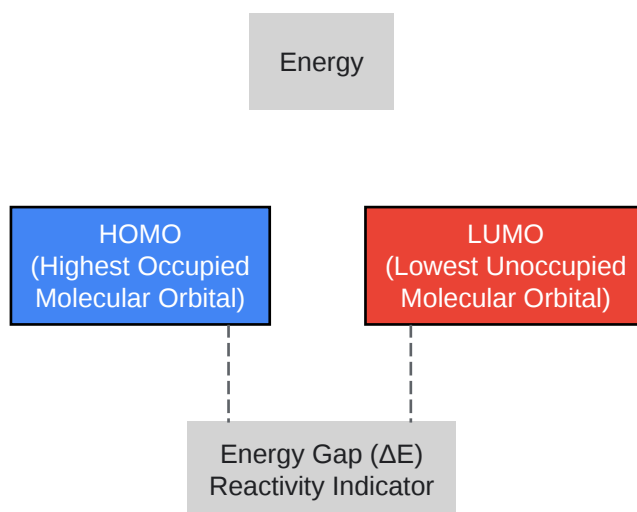 Energy
HOMO
(Highest Occupied
Molecular Orbital)
LUMO
(Lowest Unoccupied
Molecular Orbital)
Energy Gap (ΔE)
Reactivity Indicator